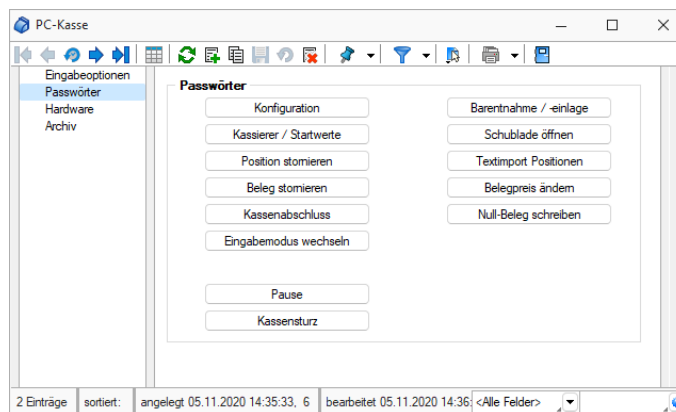 PC-Kasse
Eingabeoptionen
Passwörter
Hardware
Archiv
Passwörter
Konfiguration
Barentnahme / -einlage
Kassierer / Startwerte
Schublade öffnen
Position stornieren
Textimport Positionen
Beleg stornieren
Belegpreis ändern
Kassenabschluss
Null-Beleg schreiben
Eingabemodus wechseln
Pause
Kassensturz
2 Einträge sortiert: angelegt 05.11.2020 14:35:33, 6 bearbeitet 05.11.2020 14:36: <Alle Felder>